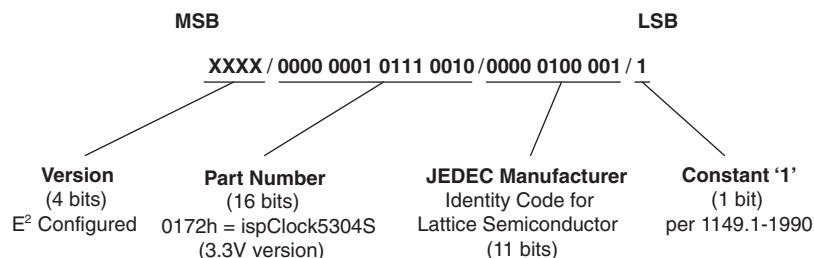 MSB LSB
XXXX / 0000 0001 0111 0010 / 0000 0100 001 / 1
Version
(4 bits)
E² Configured
Part Number
(16 bits)
0172h = ispClock5304S
(3.3V version)
JEDEC Manufacturer
Identity Code for
Lattice Semiconductor
(11 bits)
Constant ‘1’
(1 bit)
per 1149.1-1990